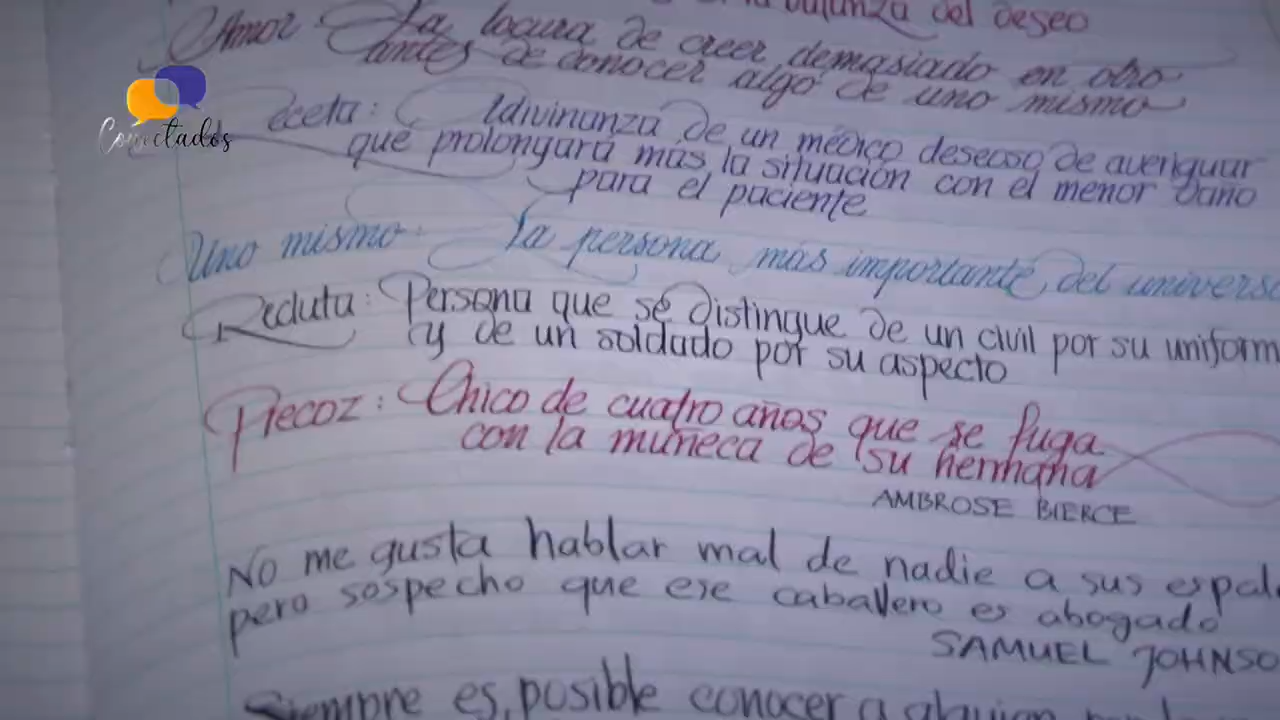 la balanza del deseo
Amor: La locura de creer demasiado en otro
antes de conocer algo de uno mismo
Conectados
Receta: Adivinanza de un médico deseoso de averiguar
que prolongará más la situación con el menor daño
para el paciente
Uno mismo: La persona más importante del universo
Recluta: Persona que se distingue de un civil por su uniform
y de un soldado por su aspecto
Precoz: Chico de cuatro años que se fuga
con la muñeca de su hermana
AMBROSE BIERCE
No me gusta hablar mal de nadie a sus espal
pero sospecho que ese caballero es abogado
SAMUEL JOHNSO
Siempre es posible conocer a alguien